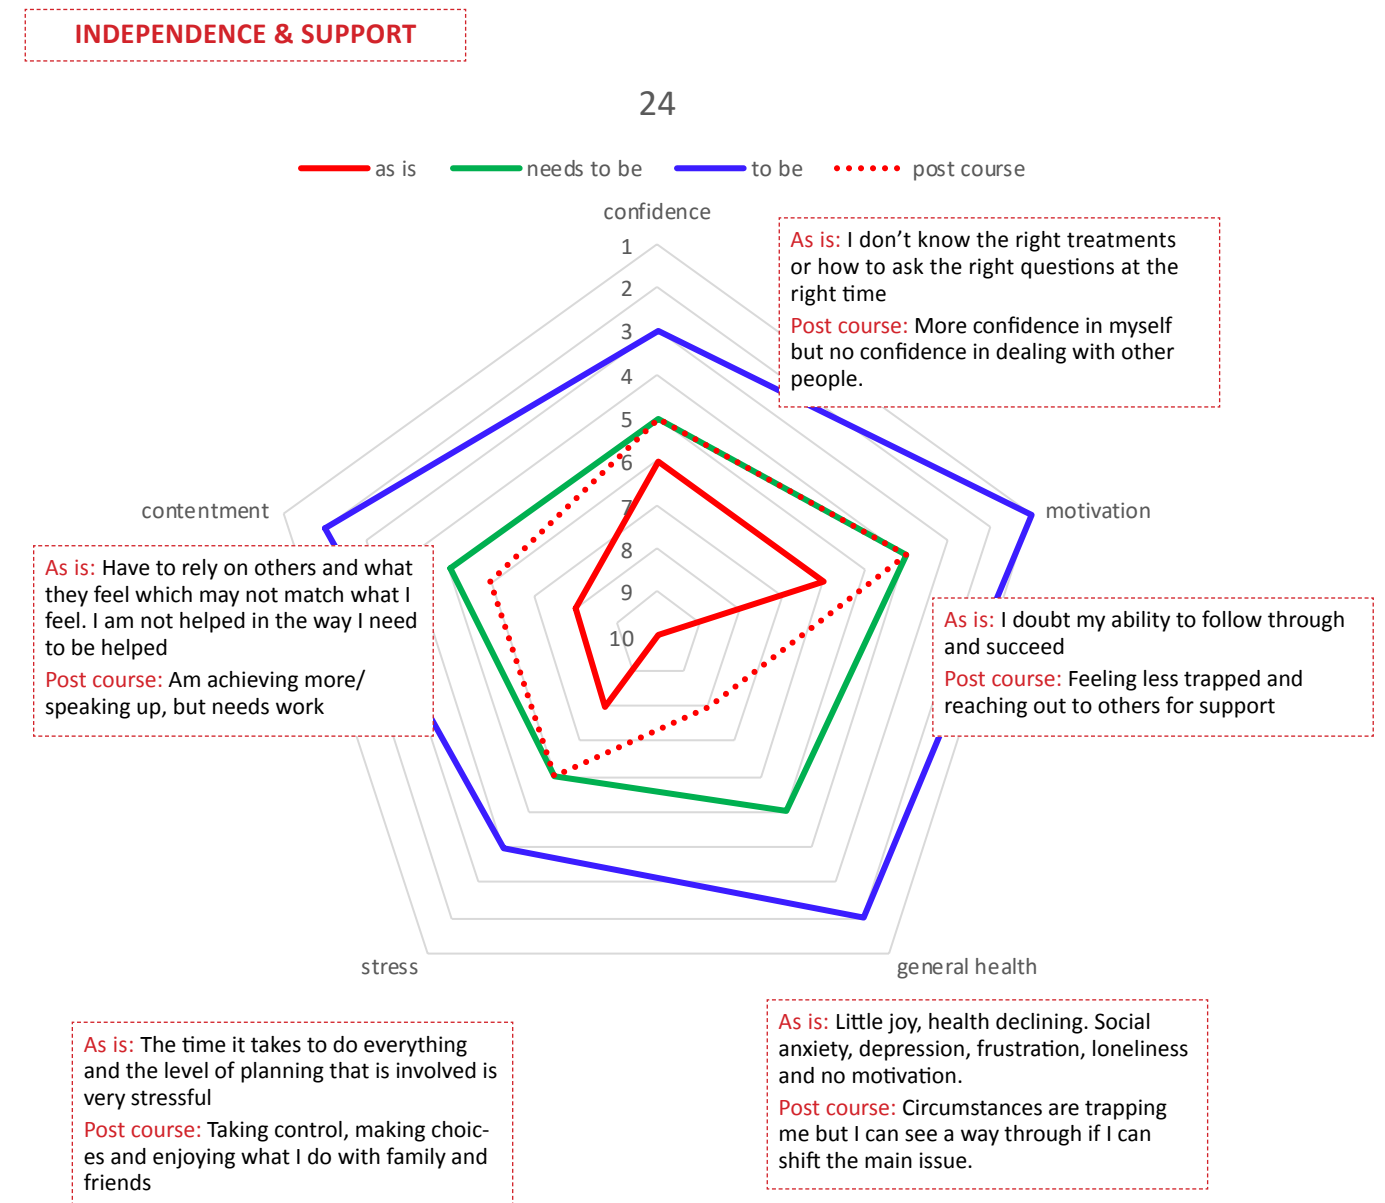 INDEPENDENCE & SUPPORT
24
as is
needs to be
to be
post course
confidence
1
2
3
4
5
6
7
8
9
10
As is: I don’t know the right treatments
or how to ask the right questions at the
right time
Post course: More confidence in myself
but no confidence in dealing with other
people.
motivation
As is: I doubt my ability to follow through
and succeed
Post course: Feeling less trapped and
reaching out to others for support
contentment
As is: Have to rely on others and what
they feel which may not match what I
feel. I am not helped in the way I need
to be helped
Post course: Am achieving more/
speaking up, but needs work
stress
general health
As is: The time it takes to do everything
and the level of planning that is involved is
very stressful
Post course: Taking control, making choic-
es and enjoying what I do with family and
friends
As is: Little joy, health declining. Social
anxiety, depression, frustration, loneliness
and no motivation.
Post course: Circumstances are trapping
me but I can see a way through if I can
shift the main issue.